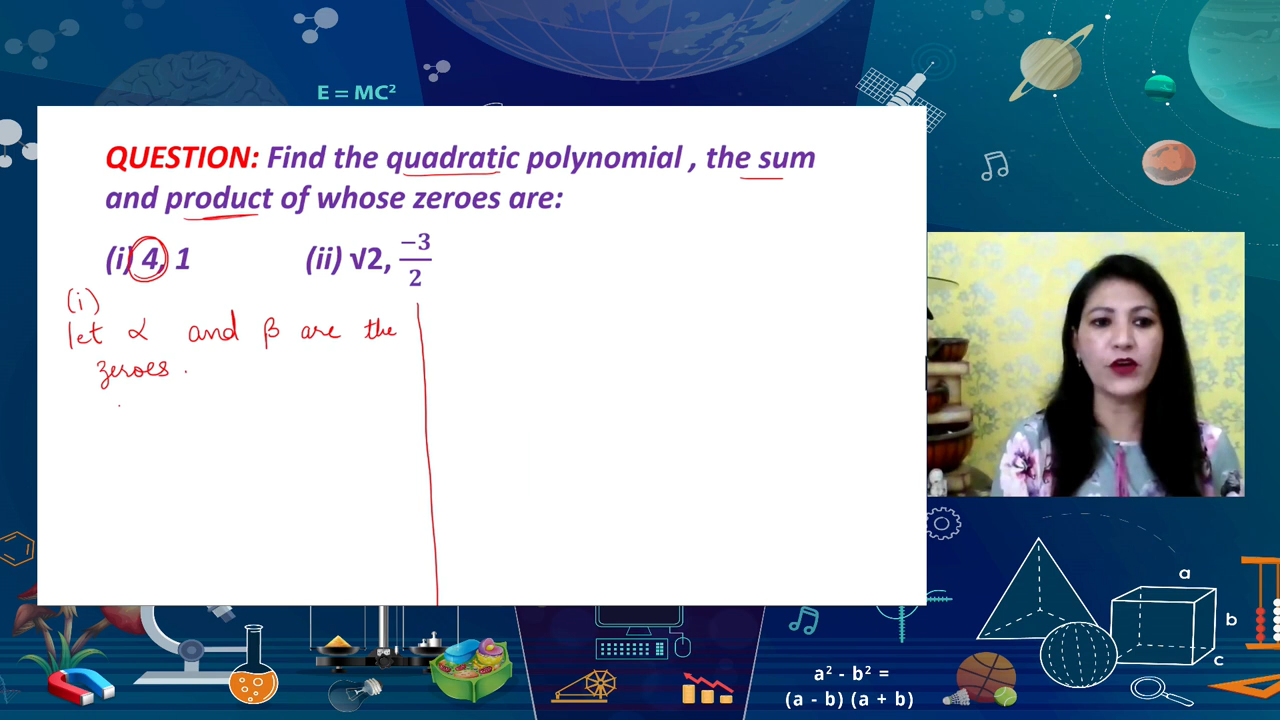 E = MC²
QUESTION: Find the quadratic polynomial , the sum
and product of whose zeroes are:
(i) 4, 1 (ii) √2, −3/2
(i)
let α and β are the
zeroes .
a
b
c
a² - b² =
(a - b) (a + b)